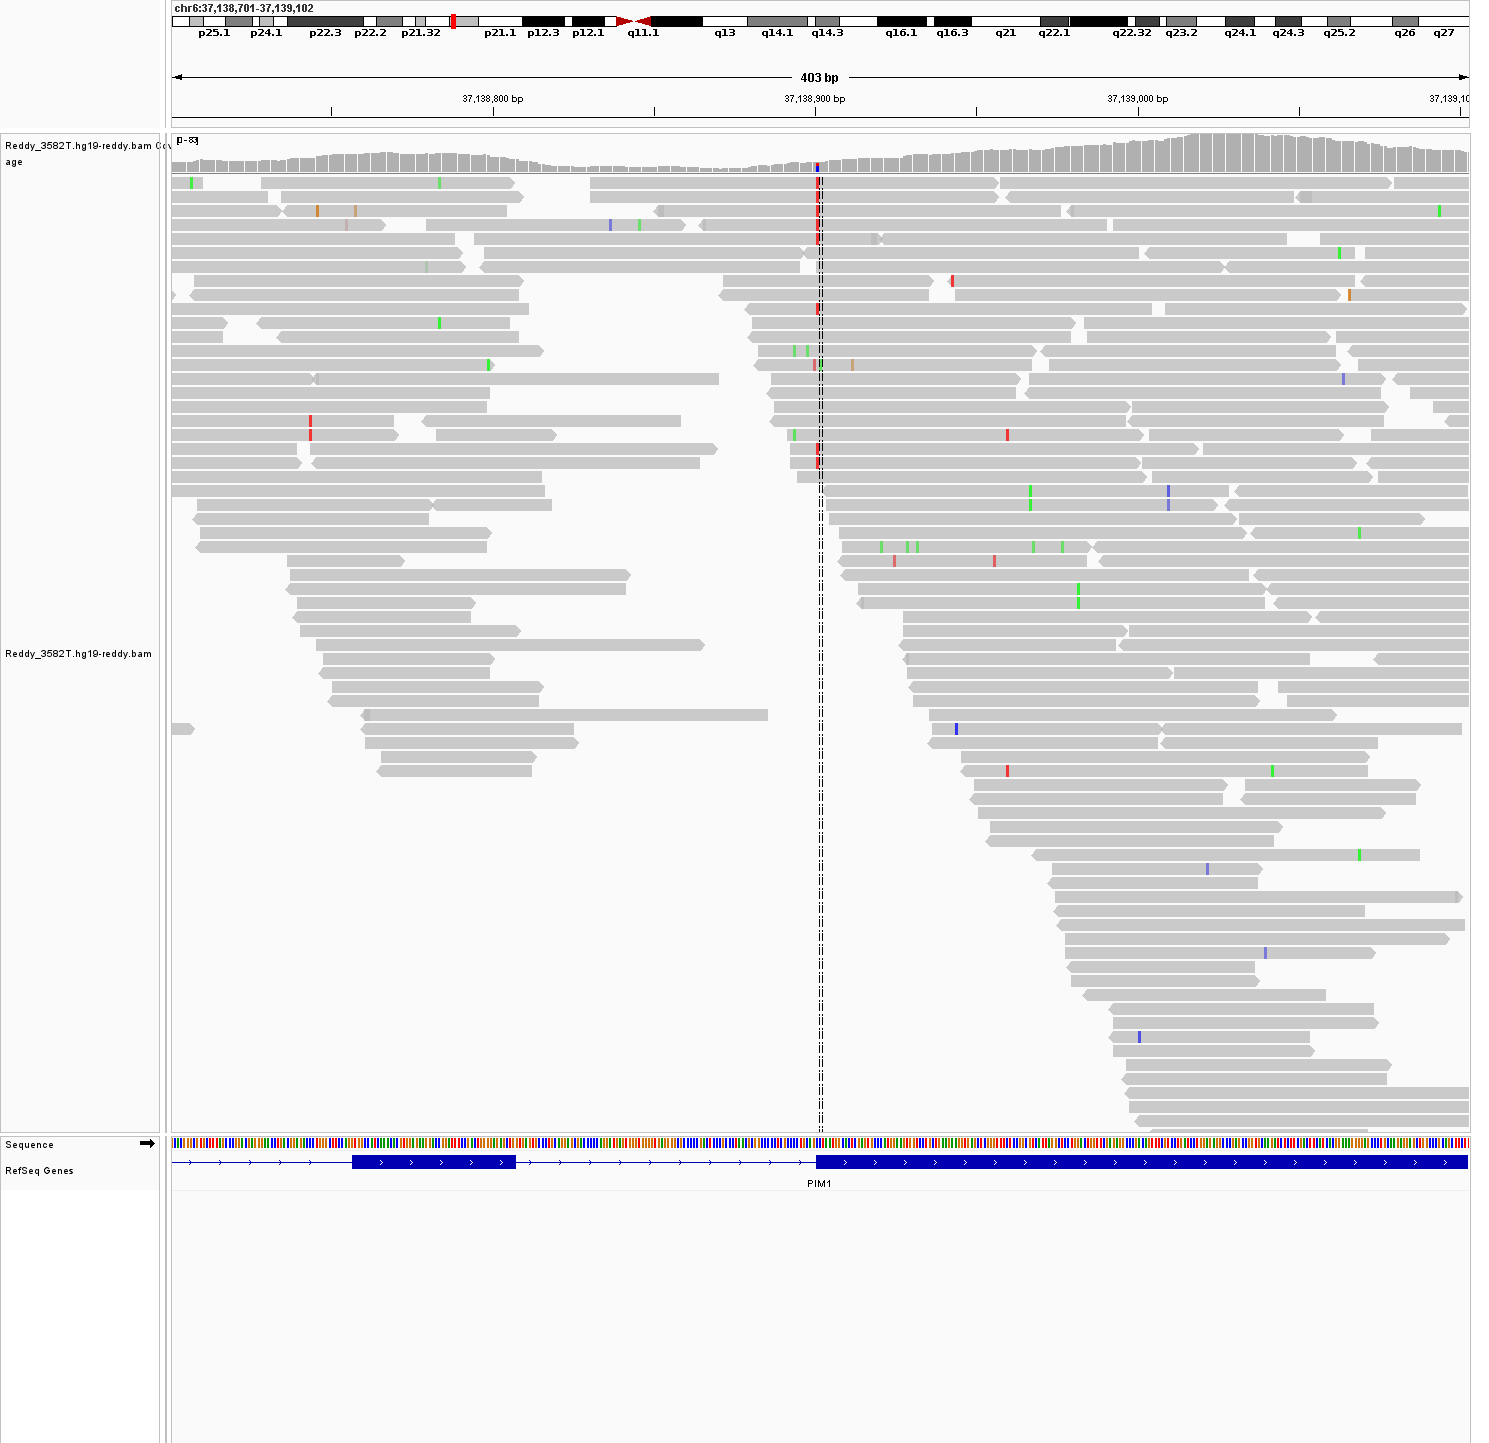 chr6:37,138,701-37,139,102
p25.1 p24.1 p22.3 p22.2 p21.32 p21.1 p12.3 p12.1 q11.1 q13 q14.1 q14.3 q16.1 q16.3 q21 q22.1 q22.32 q23.2 q24.1 q24.3 q25.2 q26 q27
403 bp
37,138,800 bp 37,138,900 bp 37,139,000 bp 37,139,10
[0 - 83]
Reddy_3582T.hg19-reddy.bam Cov
age
Reddy_3582T.hg19-reddy.bam
Sequence
RefSeq Genes
PIM1